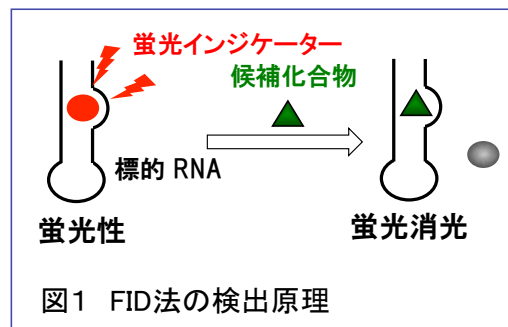 蛍光インジケーター
候補化合物
標的 RNA
蛍光性
蛍光消光
図1 FID法の検出原理